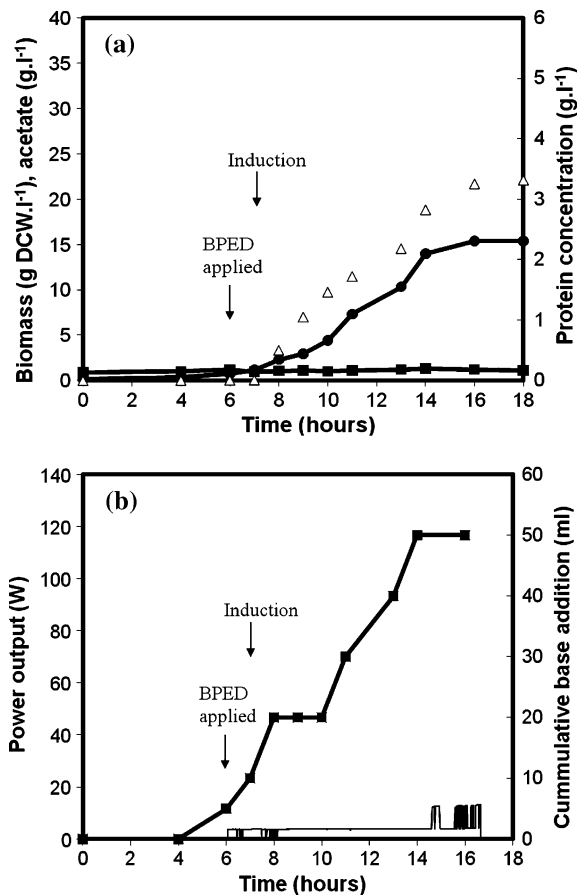 (a)
Biomass (g DCW.l-1), acetate (g.l-1)
40
35
30
25
20
15
10
5
0
Protein concentration (g.l-1)
6
5
4
3
2
1
0
Induction
BPED
applied
0 4 6 8 10 12 14 16 18
Time (hours)
(b)
Power output (W)
140
120
100
80
60
40
20
0
Cummulative base addition (ml)
60
50
40
30
20
10
0
Induction
BPED
applied
0 4 6 8 10 12 14 16 18
Time (hours)